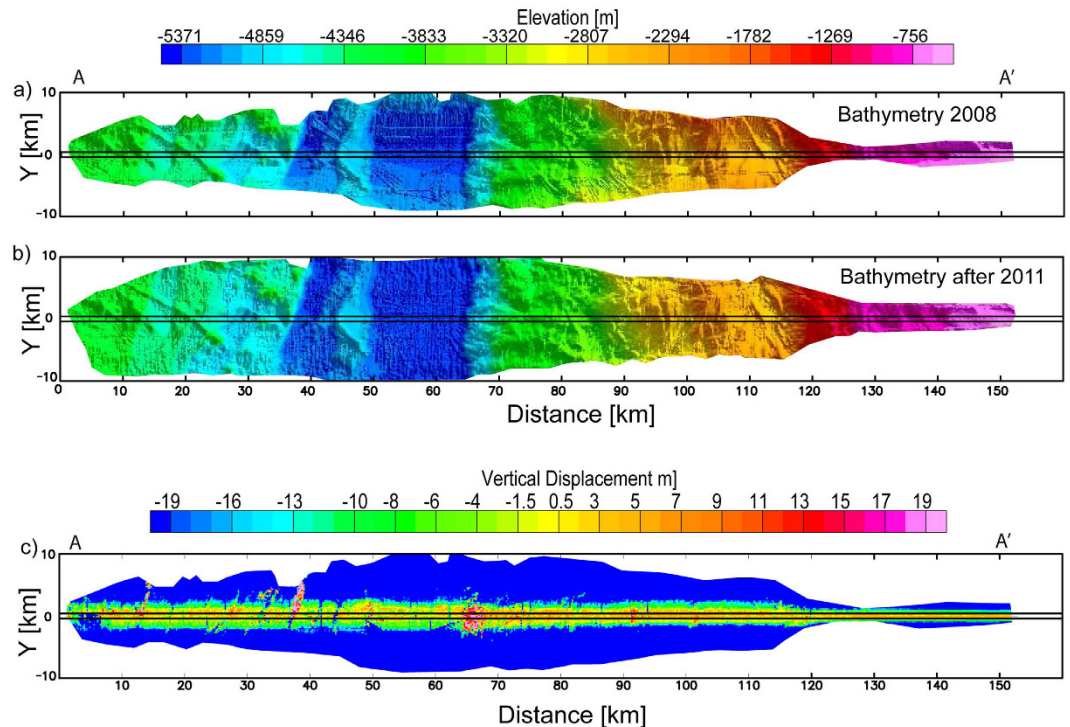 Elevation [m]
-5371 -4859 -4346 -3833 -3320 -2807 -2294 -1782 -1269 -756
A A'
a)
10
0
-10
Y [km]
Bathymetry 2008
b)
10
0
-10
Y [km]
Bathymetry after 2011
0 10 20 30 40 50 60 70 80 90 100 110 120 130 140 150
Distance [km]
Vertical Displacement m]
-19 -16 -13 -10 -8 -6 -4 -1.5 0.5 3 5 7 9 11 13 15 17 19
A A'
c)
10
0
-10
Y [km]
10 20 30 40 50 60 70 80 90 100 110 120 130 140 150
Distance [km]